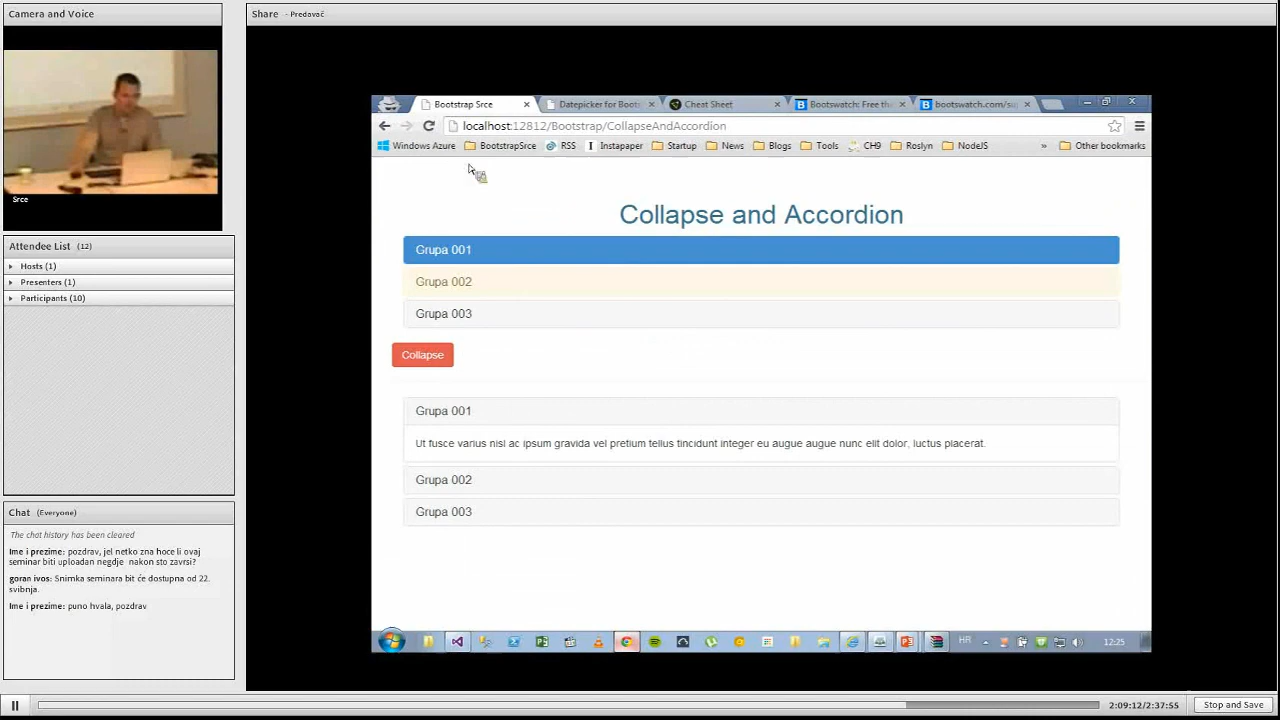 Camera and Voice
Srce
Attendee List (12)
Hosts (1)
Presenters (1)
Participants (10)
Chat (Everyone)
The chat history has been cleared
Ime i prezime: pozdrav, jel netko zna hoce li ovaj
seminar biti uploadan negdje nakon sto zavrsi?
goran ivos: Snimka seminara bit će dostupna od 22.
svibnja.
Ime i prezime: puno hvala, pozdrav
Share - Predavač
Bootstrap Srce
Datepicker for Boots
Cheat Sheet
Bootswatch: Free the
bootswatch.com/su
localhost:12812/Bootstrap/CollapseAndAccordion
Windows Azure BootstrapSrce RSS Instapaper Startup News Blogs Tools CH9 Roslyn NodeJS » Other bookmarks
Collapse and Accordion
Grupa 001
Grupa 002
Grupa 003
Collapse
Grupa 001
Ut fusce varius nisl ac ipsum gravida vel pretium tellus tincidunt integer eu augue augue nunc elit dolor, luctus placerat.
Grupa 002
Grupa 003
HR 12:25
2:09:12/2:37:55
Stop and Save